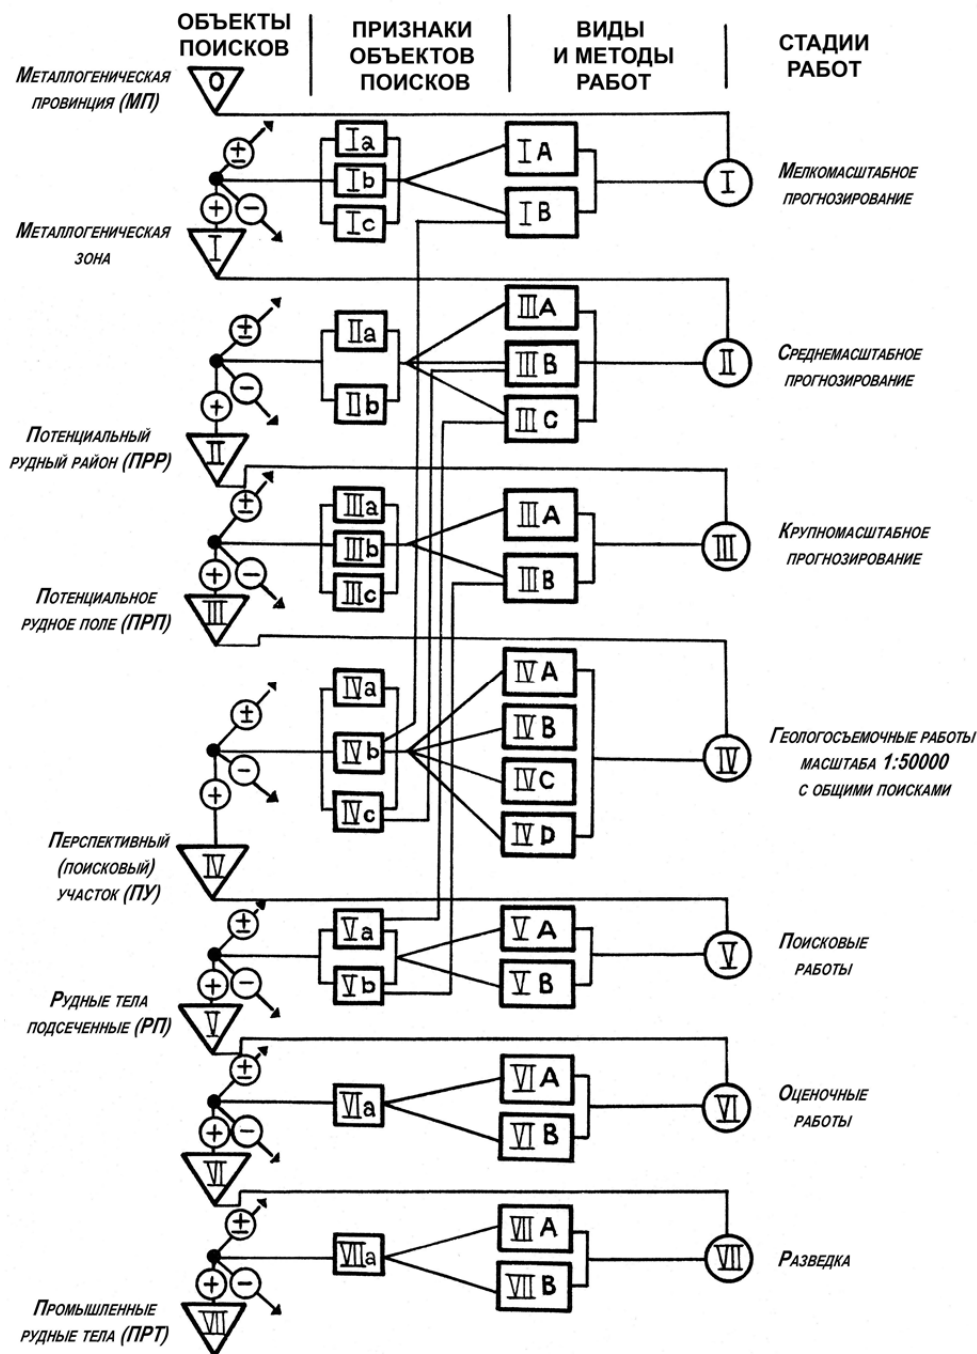 ОБЪЕКТЫ
ПОИСКОВ
ПРИЗНАКИ
ОБЪЕКТОВ
ПОИСКОВ
ВИДЫ
И МЕТОДЫ
РАБОТ
СТАДИИ
РАБОТ
МЕТАЛЛОГЕНИЧЕСКАЯ
ПРОВИНЦИЯ (МП)
0
±
+
−
Ia
Ib
Ic
IA
IB
I
МЕЛКОМАСШТАБНОЕ
ПРОГНОЗИРОВАНИЕ
МЕТАЛЛОГЕНИЧЕСКАЯ
ЗОНА
I
±
+
−
IIa
IIb
IIIA
IIIB
IIIC
II
СРЕДНЕМАСШТАБНОЕ
ПРОГНОЗИРОВАНИЕ
ПОТЕНЦИАЛЬНЫЙ
РУДНЫЙ РАЙОН (ПРР)
II
±
+
−
IIIa
IIIb
IIIc
IIIA
IIIB
III
КРУПНОМАСШТАБНОЕ
ПРОГНОЗИРОВАНИЕ
ПОТЕНЦИАЛЬНОЕ
РУДНОЕ ПОЛЕ (ПРП)
III
±
+
−
IVa
IVb
IVc
IVA
IVB
IVC
IVD
IV
ГЕОЛОГОСЪЕМОЧНЫЕ РАБОТЫ
МАСШТАБА 1:50000
С ОБЩИМИ ПОИСКАМИ
ПЕРСПЕКТИВНЫЙ
(ПОИСКОВЫЙ)
УЧАСТОК (ПУ)
IV
±
+
−
Va
Vb
VA
VB
V
ПОИСКОВЫЕ
РАБОТЫ
РУДНЫЕ ТЕЛА
ПОДСЕЧЕННЫЕ (РП)
V
±
+
−
VIa
VIA
VIB
VI
ОЦЕНОЧНЫЕ
РАБОТЫ
VI
±
+
−
VIIa
VIIA
VIIB
VII
РАЗВЕДКА
ПРОМЫШЛЕННЫЕ
РУДНЫЕ ТЕЛА (ПРТ)
VII